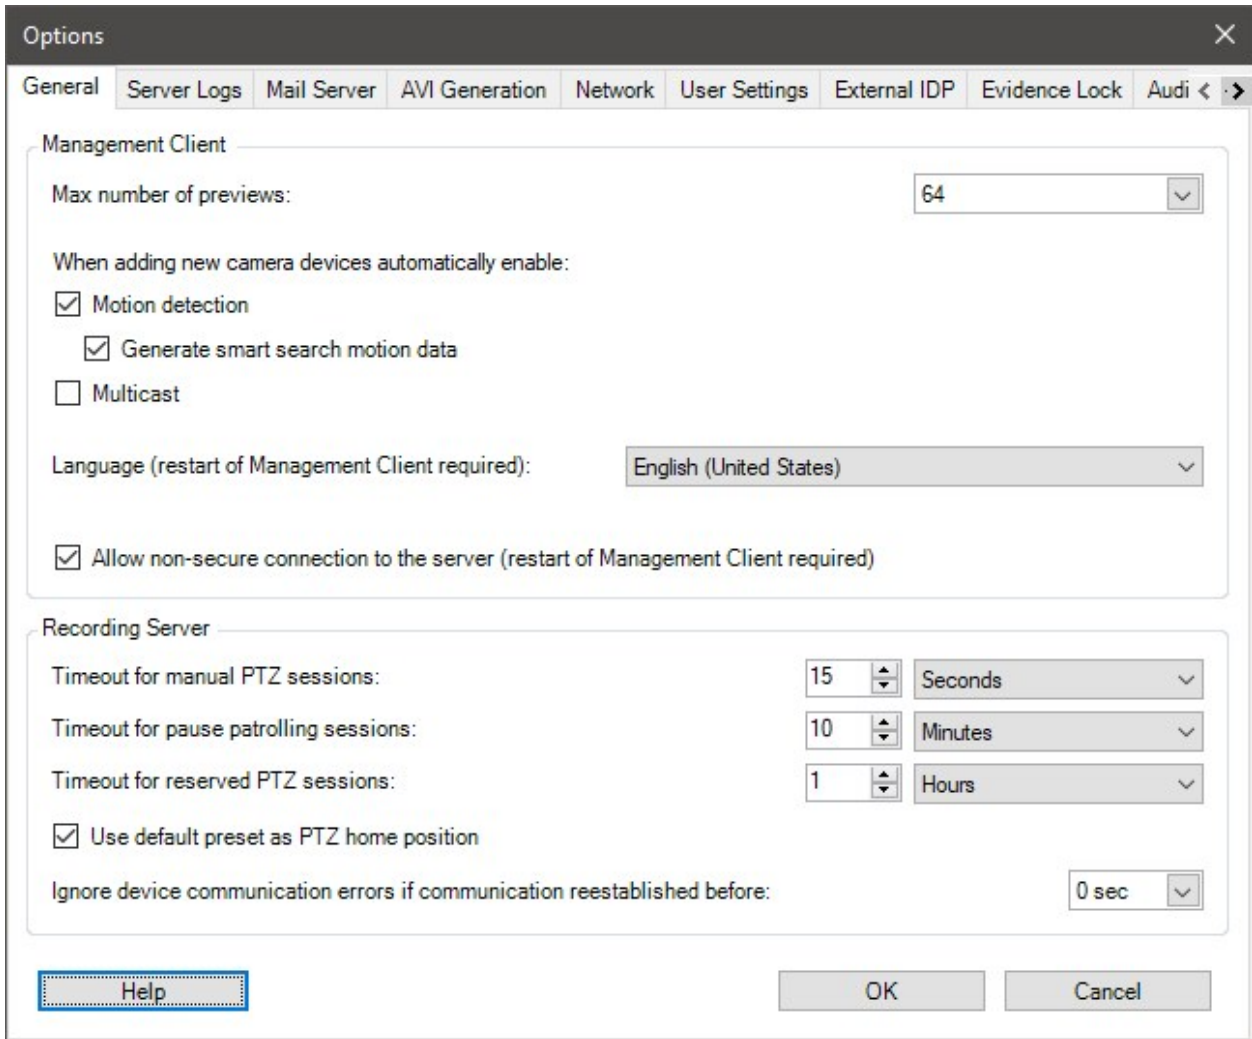 Options
General Server Logs Mail Server AVI Generation Network User Settings External IDP Evidence Lock Audi
Management Client
Max number of previews: 64
When adding new camera devices automatically enable:
Motion detection
Generate smart search motion data
Multicast
Language (restart of Management Client required): English (United States)
Allow non-secure connection to the server (restart of Management Client required)
Recording Server
Timeout for manual PTZ sessions: 15 Seconds
Timeout for pause patrolling sessions: 10 Minutes
Timeout for reserved PTZ sessions: 1 Hours
Use default preset as PTZ home position
Ignore device communication errors if communication reestablished before: 0 sec
Help OK Cancel